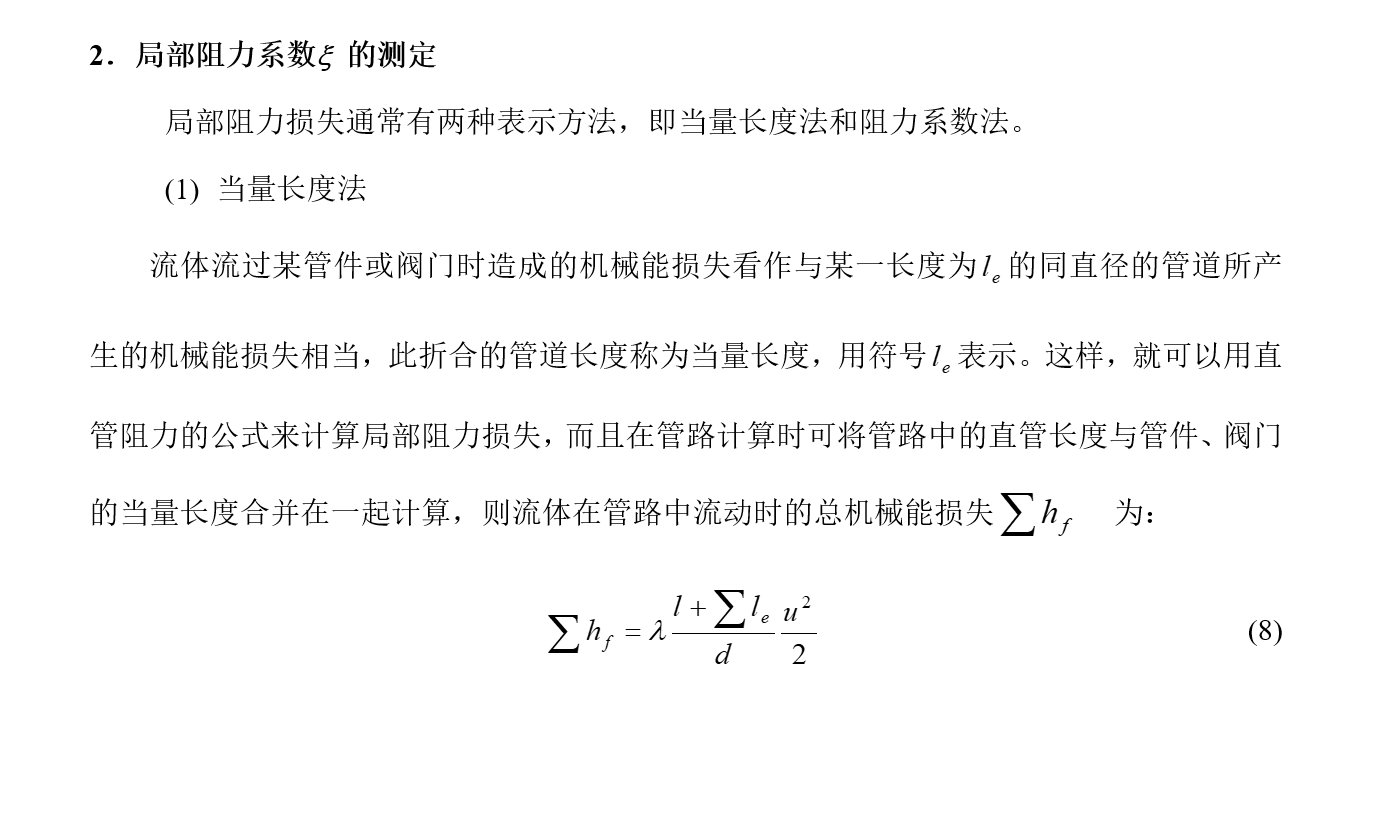 2．局部阻力系数ξ 的测定
局部阻力损失通常有两种表示方法，即当量长度法和阻力系数法。
(1) 当量长度法
流体流过某管件或阀门时造成的机械能损失看作与某一长度为 l_e 的同直径的管道所产
生的机械能损失相当，此折合的管道长度称为当量长度，用符号 l_e 表示。这样，就可以用直
管阻力的公式来计算局部阻力损失，而且在管路计算时可将管路中的直管长度与管件、阀门
的当量长度合并在一起计算，则流体在管路中流动时的总机械能损失 ∑h_f 为：
∑h_f = λ \frac{l + ∑l_e}{d} \frac{u^2}{2} (8)